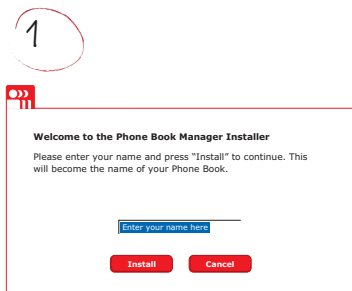 1
Welcome to the Phone Book Manager Installer
Please enter your name and press “Install” to continue. This
will become the name of your Phone Book.
Enter your name here
Install Cancel